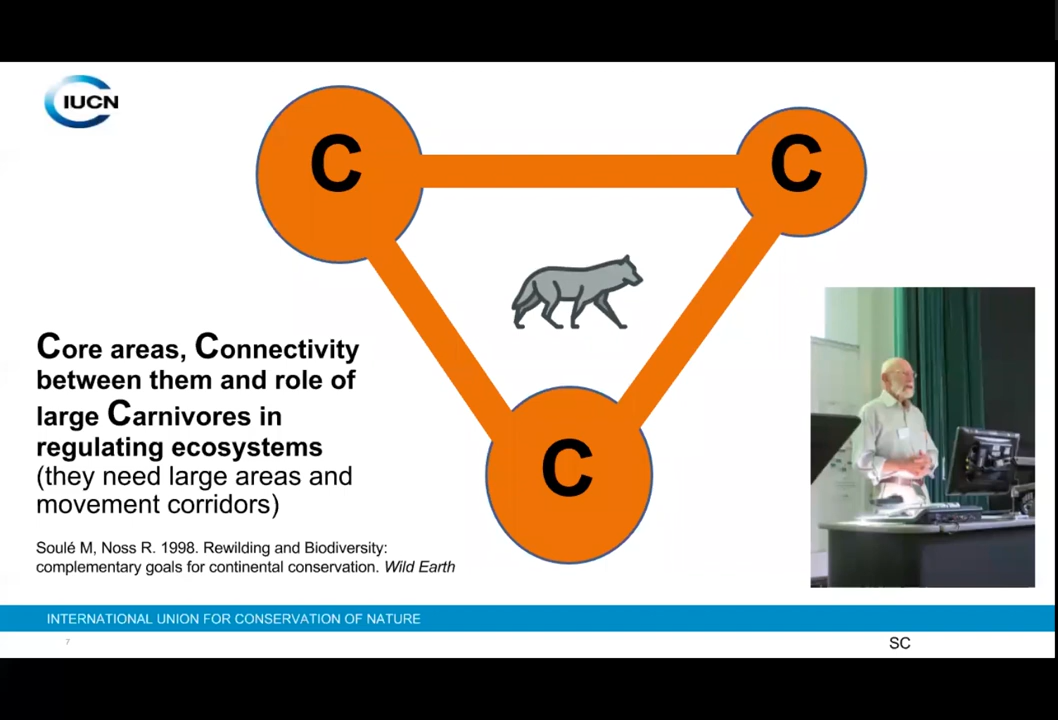 IUCN
C
C
C
Core areas, Connectivity
between them and role of
large Carnivores in
regulating ecosystems
(they need large areas and
movement corridors)
Soulé M, Noss R. 1998. Rewilding and Biodiversity:
complementary goals for continental conservation. Wild Earth
INTERNATIONAL UNION FOR CONSERVATION OF NATURE
7
SC